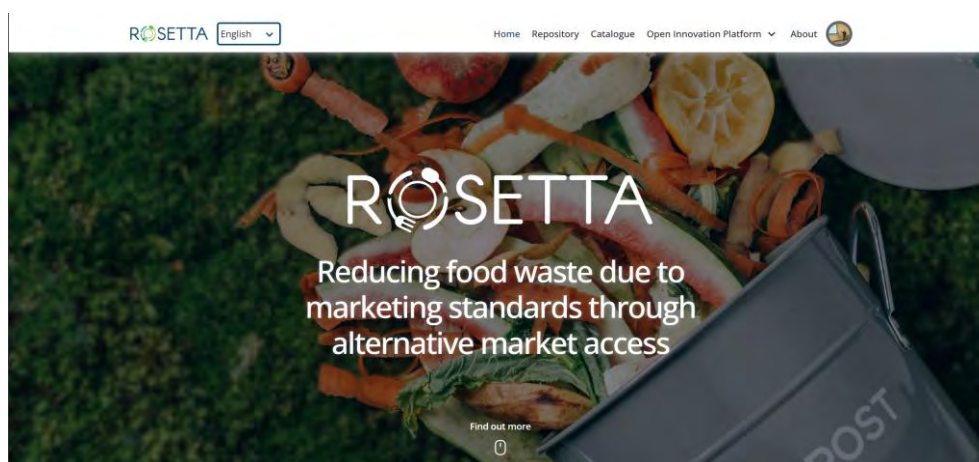 ROSETTA
English
Home Repository Catalogue Open Innovation Platform About
ROSETTA
Reducing food waste due to
marketing standards through
alternative market access
Find out more
POST